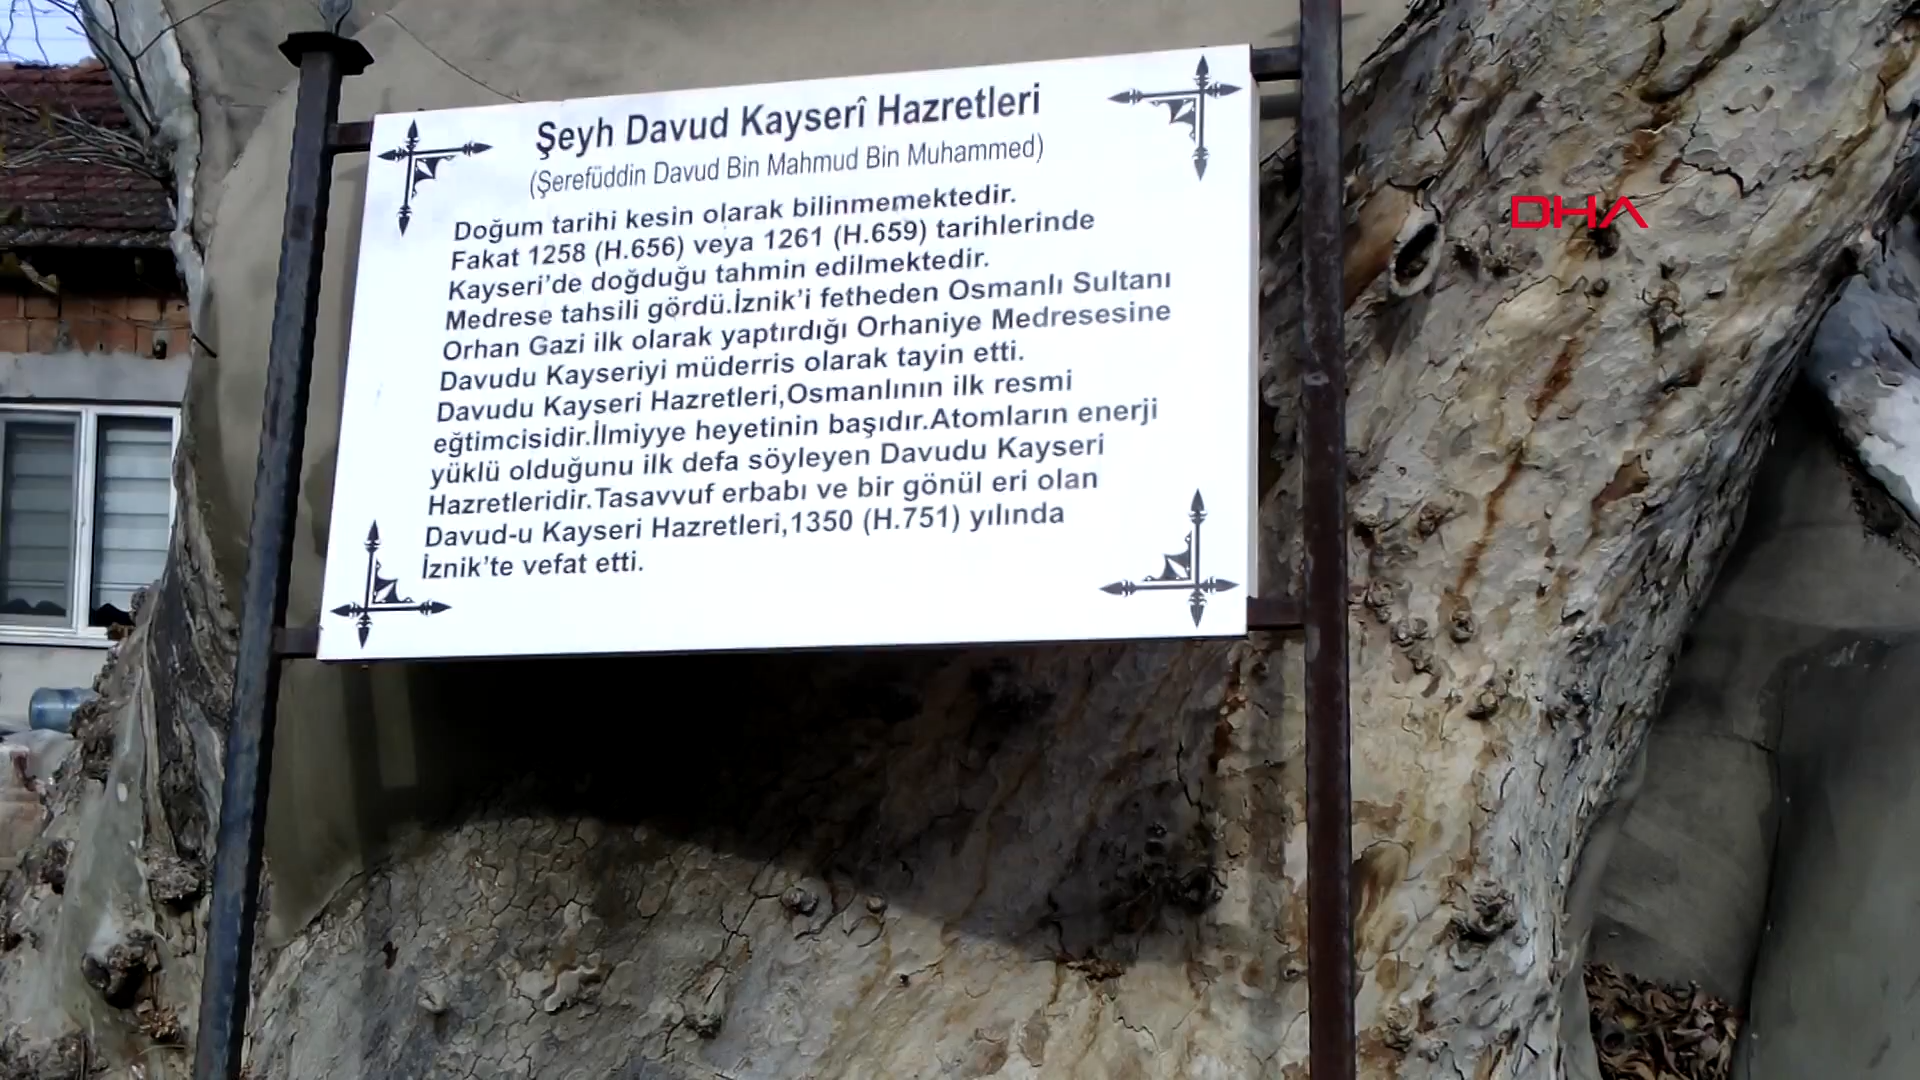 Şeyh Davud Kayserî Hazretleri
(Şerefüddin Davud Bin Mahmud Bin Muhammed)
Doğum tarihi kesin olarak bilinmemektedir.
Fakat 1258 (H.656) veya 1261 (H.659) tarihlerinde
Kayseri'de doğduğu tahmin edilmektedir.
Medrese tahsili gördü.İznik'i fetheden Osmanlı Sultanı
Orhan Gazi ilk olarak yaptırdığı Orhaniye Medresesine
Davudu Kayseriyi müderris olarak tayin etti.
Davudu Kayseri Hazretleri,Osmanlının ilk resmi
eğtimcisidir.İlmiyye heyetinin başıdır.Atomların enerji
yüklü olduğunu ilk defa söyleyen Davudu Kayseri
Hazretleridir.Tasavvuf erbabı ve bir gönül eri olan
Davud-u Kayseri Hazretleri,1350 (H.751) yılında
İznik'te vefat etti.
DHA